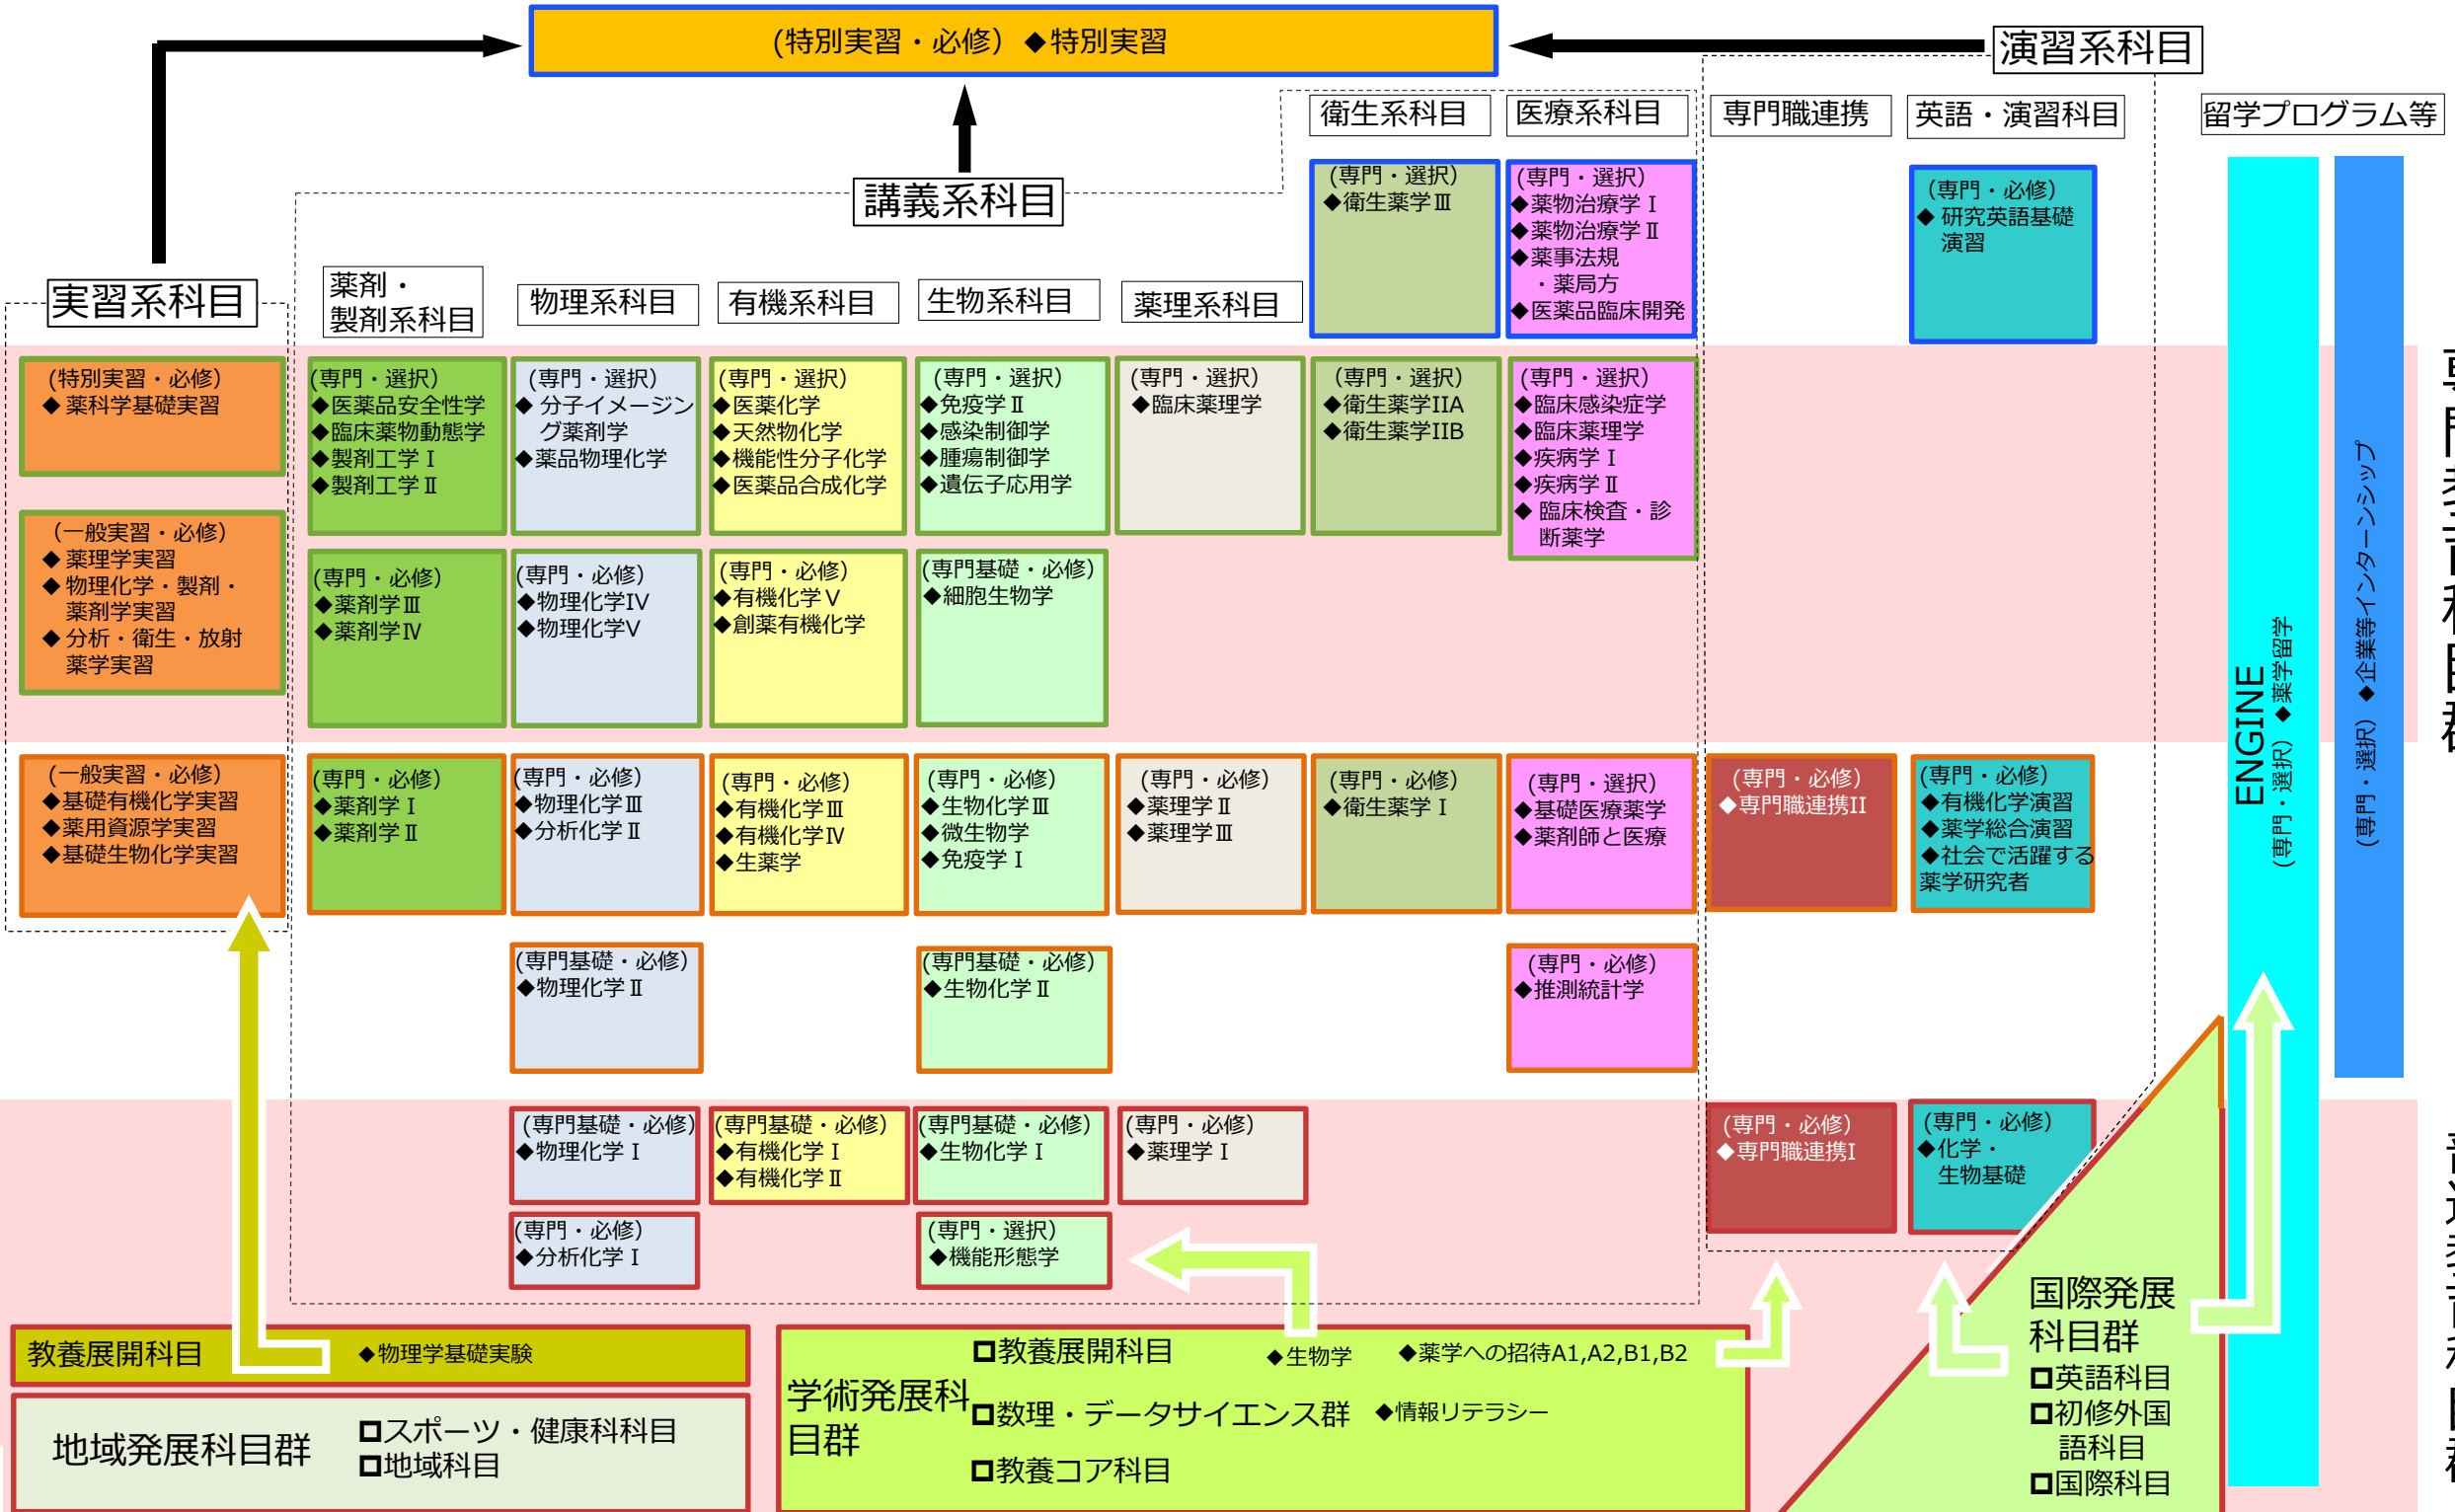 (特別実習・必修）◆特別実習
演習系科目
衛生系科目
医療系科目
専門職連携
英語・演習科目
留学プログラム等
講義系科目
実習系科目
薬剤・
製剤系科目
物理系科目
有機系科目
生物系科目
薬理系科目
(専門・選択）
◆衛生薬学Ⅲ
(専門・選択）
◆薬物治療学Ⅰ
◆薬物治療学Ⅱ
◆薬事法規
・薬局方
◆医薬品臨床開発
（専門・必修）
◆ 研究英語基礎
演習
(特別実習・必修）
◆ 薬科学基礎実習
(専門・選択）
◆医薬品安全性学
◆臨床薬物動態学
◆製剤工学Ⅰ
◆製剤工学Ⅱ
(専門・選択）
◆ 分子イメージン
グ薬剤学
◆薬品物理化学
(専門・選択）
◆医薬化学
◆天然物化学
◆機能性分子化学
◆医薬品合成化学
(専門・選択）
◆免疫学Ⅱ
◆感染制御学
◆腫瘍制御学
◆遺伝子応用学
(専門・選択）
◆臨床薬理学
（専門・選択）
◆衛生薬学IIA
◆衛生薬学IIB
(専門・選択）
◆臨床感染症学
◆臨床薬理学
◆疾病学Ⅰ
◆疾病学Ⅱ
◆ 臨床検査・診
断薬学
（一般実習・必修）
◆ 薬理学実習
◆ 物理化学・製剤・
薬剤学実習
◆ 分析・衛生・放射
薬学実習
(専門・必修）
◆薬剤学Ⅲ
◆薬剤学Ⅳ
(専門・必修）
◆物理化学IV
◆物理化学V
(専門・必修）
◆有機化学Ⅴ
◆創薬有機化学
(専門基礎・必修）
◆細胞生物学
(一般実習・必修）
◆基礎有機化学実習
◆薬用資源学実習
◆基礎生物化学実習
(専門・必修）
◆薬剤学Ⅰ
◆薬剤学Ⅱ
(専門・必修）
◆物理化学Ⅲ
◆分析化学Ⅱ
(専門・必修）
◆有機化学Ⅲ
◆有機化学Ⅳ
◆生薬学
(専門・必修）
◆生物化学Ⅲ
◆微生物学
◆免疫学Ⅰ
(専門・必修）
◆薬理学Ⅱ
◆薬理学Ⅲ
(専門・必修）
◆衛生薬学Ⅰ
(専門・選択）
◆基礎医療薬学
◆薬剤師と医療
(専門・必修）
◆専門職連携II
(専門・必修）
◆有機化学演習
◆薬学総合演習
◆社会で活躍する
薬学研究者
ENGINE
(専門・選択）◆薬学留学
(専門・選択）◆企業等インターンシップ
(専門基礎・必修）
◆物理化学Ⅱ
(専門基礎・必修）
◆生物化学Ⅱ
(専門・必修）
◆推測統計学
(専門基礎・必修）
◆物理化学Ⅰ
(専門基礎・必修）
◆有機化学Ⅰ
◆有機化学Ⅱ
(専門基礎・必修）
◆生物化学Ⅰ
(専門・必修）
◆薬理学Ⅰ
(専門・必修）
◆専門職連携I
(専門・必修）
◆化学・
生物基礎
(専門・必修）
◆分析化学Ⅰ
(専門・選択）
◆機能形態学
教養展開科目
◆物理学基礎実験
地域発展科目群
スポーツ・健康科科目
地域科目
学術発展科
目群
教養展開科目
◆生物学
◆薬学への招待A1,A2,B1,B2
数理・データサイエンス群
◆情報リテラシー
教養コア科目
国際発展
科目群
英語科目
初修外国
語科目
国際科目